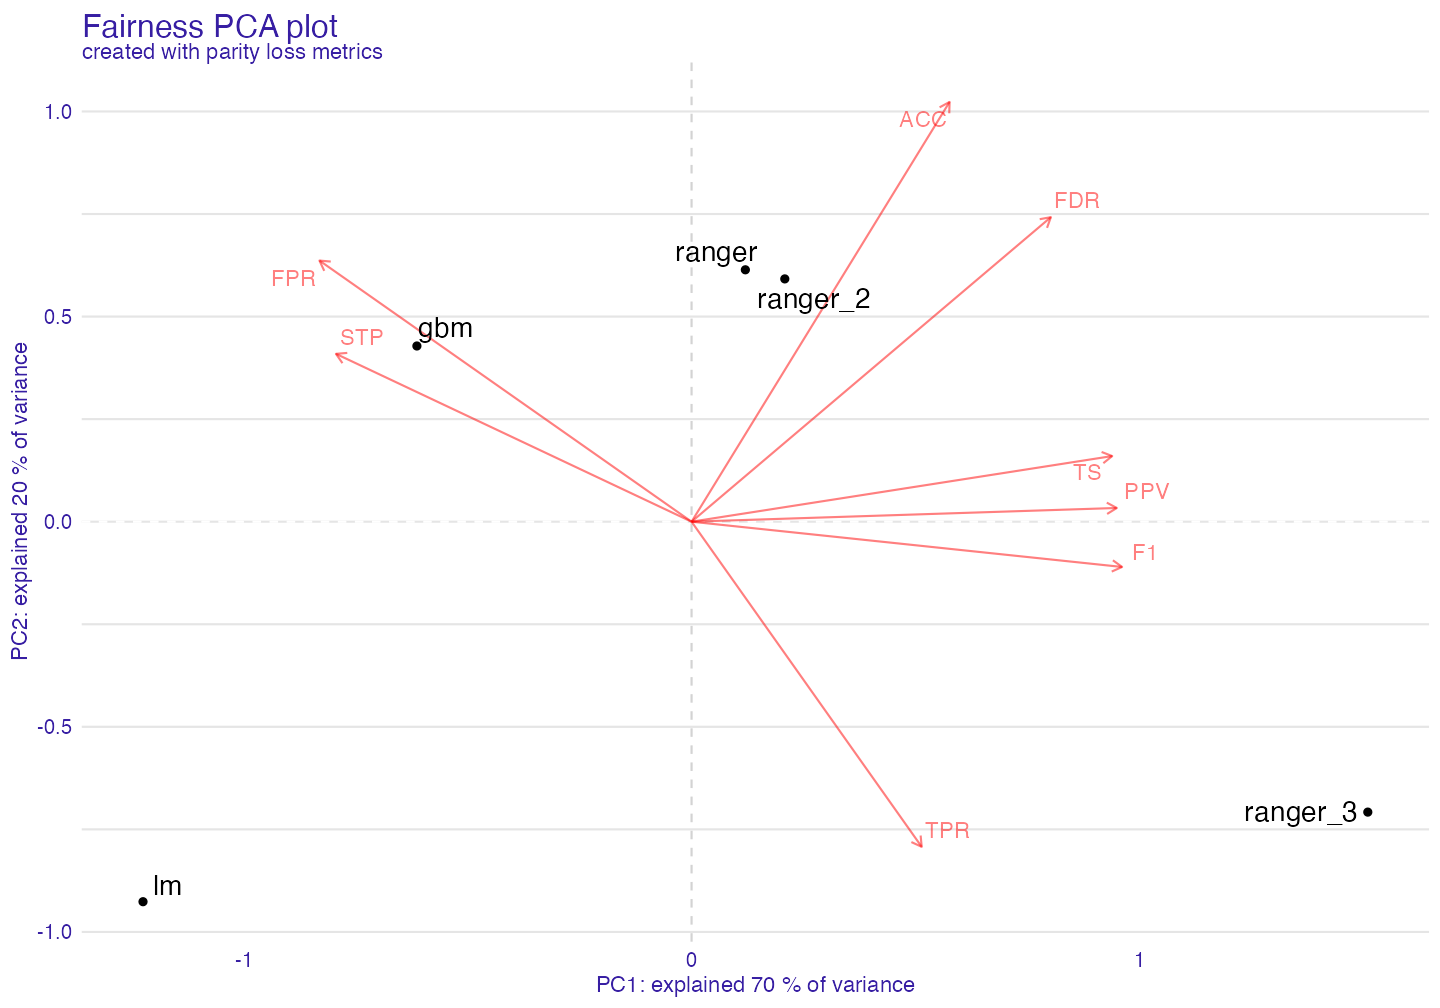 Fairness PCA plot
created with parity loss metrics
1.0
ACC
FDR
ranger
FPR
ranger_2
0.5
gbm
STP
TS
PPV
0.0
F1
PC2: explained 20 % of variance
-0.5
ranger_3
TPR
lm
-1.0
-1
0
1
PC1: explained 70 % of variance